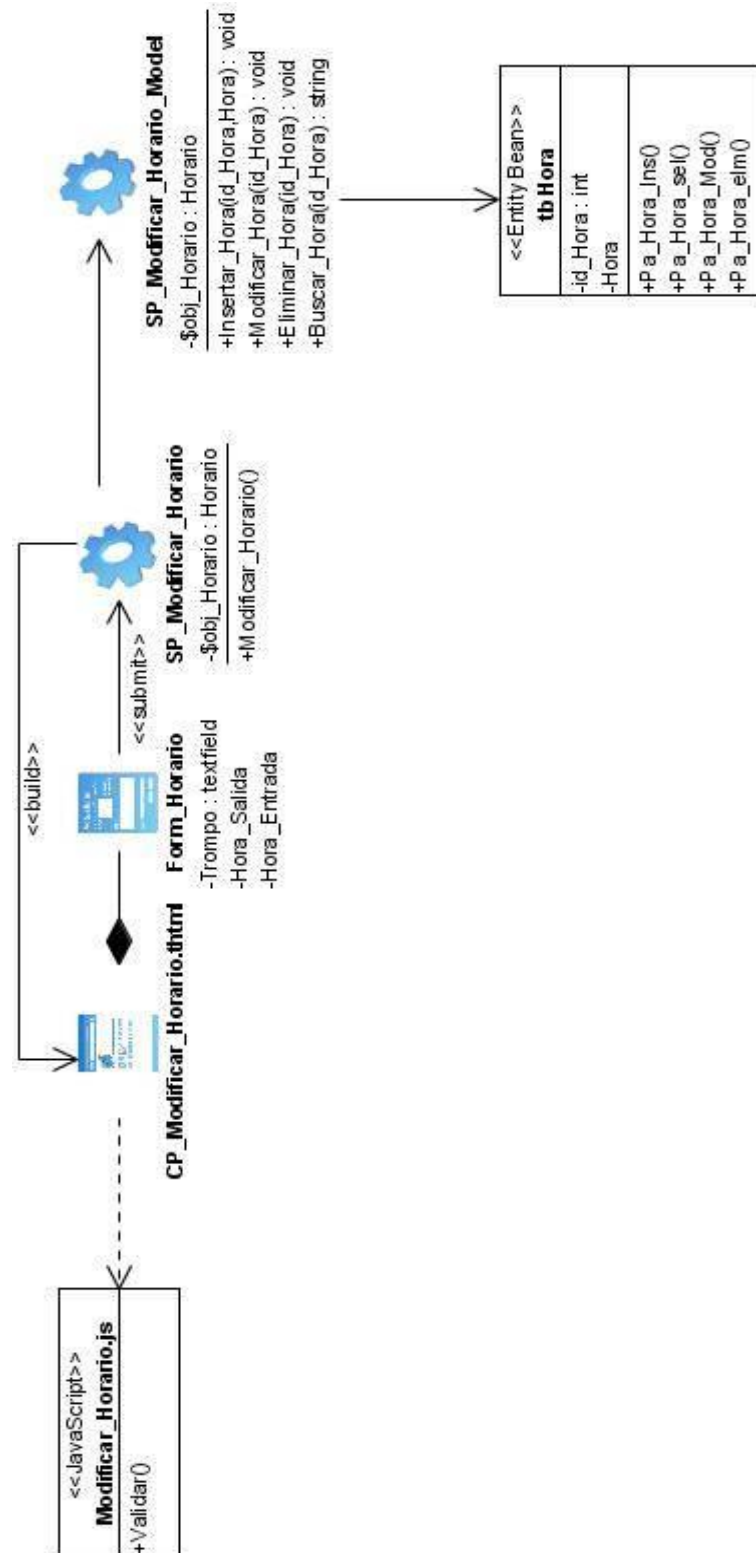 <<JavaScript>>
Modificar_Horario.js
+Validar()
<<build>>
CP_Modificar_Horario.thtml
Form_Horario
-Trompo : textfield
-Hora_Salida
-Hora_Entrada
<<submit>>
SP_Modificar_Horario
-$obj_Horario : Horario
+Modificar_Horario()
SP_Modificar_Horario_Model
-$obj_Horario : Horario
+Insertar_Hora(id_Hora,Hora) : void
+Modificar_Hora(id_Hora) : void
+Eliminar_Hora(id_Hora) : void
+Buscar_Hora(id_Hora) : string
<<Entity Bean>>
tbHora
-id_Hora : int
-Hora
+Pa_Hora_Ins()
+Pa_Hora_sel()
+Pa_Hora_Mod()
+Pa_Hora_elm()